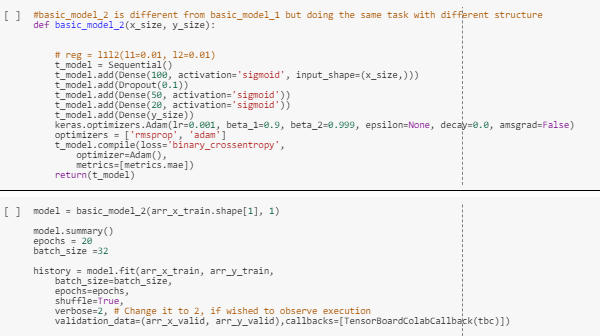 [ ] #basic_model_2 is different from basic_model_1 but doing the same task with different structure
def basic_model_2(x_size, y_size):
# reg = l1l2(l1=0.01, l2=0.01)
t_model = Sequential()
t_model.add(Dense(100, activation='sigmoid', input_shape=(x_size,)))
t_model.add(Dropout(0.1))
t_model.add(Dense(50, activation='sigmoid'))
t_model.add(Dense(20, activation='sigmoid'))
t_model.add(Dense(y_size))
keras.optimizers.Adam(lr=0.001, beta_1=0.9, beta_2=0.999, epsilon=None, decay=0.0, amsgrad=False)
optimizers = ['rmsprop', 'adam']
t_model.compile(loss='binary_crossentropy',
optimizer=Adam(),
metrics=[metrics.mae])
return(t_model)
[ ] model = basic_model_2(arr_x_train.shape[1], 1)
model.summary()
epochs = 20
batch_size =32
history = model.fit(arr_x_train, arr_y_train,
batch_size=batch_size,
epochs=epochs,
shuffle=True,
verbose=2, # Change it to 2, if wished to observe execution
validation_data=(arr_x_valid, arr_y_valid),callbacks=[TensorBoardColabCallback(tbc)])